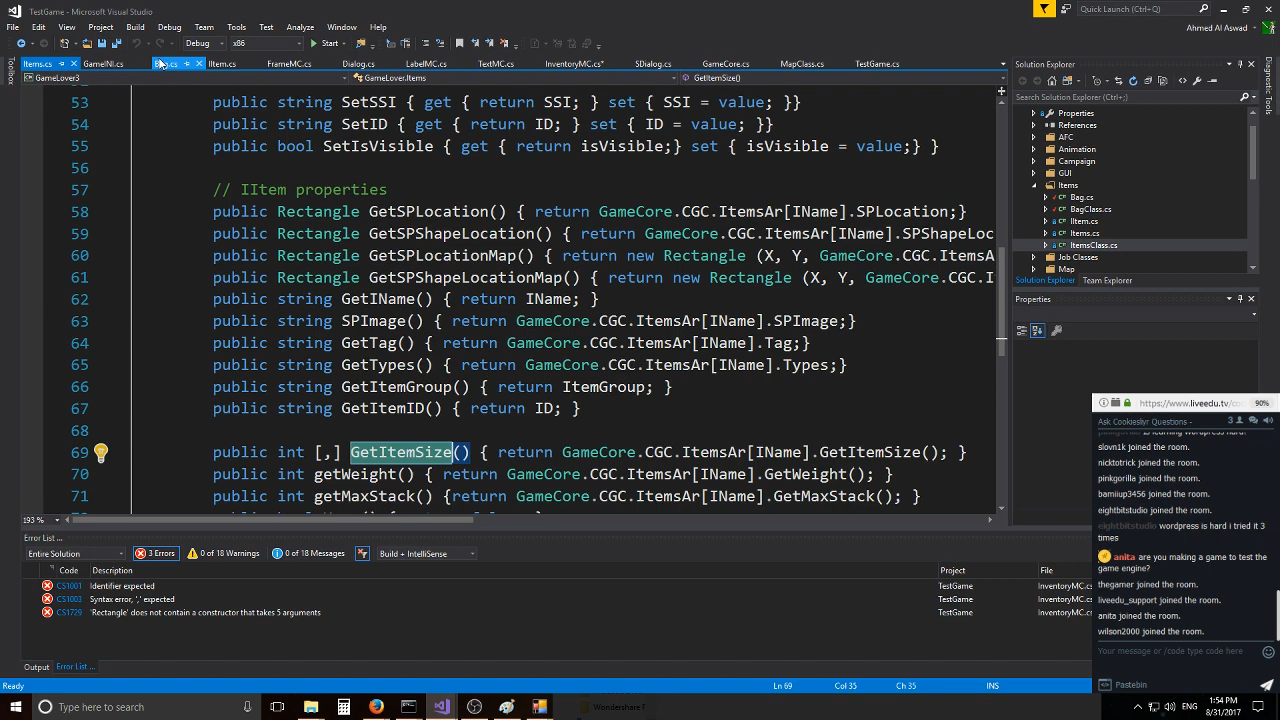 TestGame - Microsoft Visual Studio
Quick Launch (Ctrl+;)
File Edit View Project Build Debug Team Tools Test Analyze Window Help
Ahmed Al Aswad
Debug x86 Start
Items.cs GameINI.cs IItem.cs FrameMC.cs Dialog.cs LabelMC.cs TextMC.cs InventoryMC.cs* SDialog.cs GameCore.cs MapClass.cs TestGame.cs
GameLover3 GameLover.Items GetItemSize()
Toolbox
Diagnostic Tools
53 public string SetSSI { get { return SSI; } set { SSI = value; }}
54 public string SetID { get { return ID; } set { ID = value; }}
55 public bool SetIsVisible { get { return isVisible;} set { isVisible = value;} }
56
57 // IItem properties
58 public Rectangle GetSPLocation() { return GameCore.CGC.ItemsAr[IName].SPLocation;}
59 public Rectangle GetSPShapeLocation() { return GameCore.CGC.ItemsAr[IName].SPShapeLoc
60 public Rectangle GetSPLocationMap() { return new Rectangle (X, Y, GameCore.CGC.ItemsA
61 public Rectangle GetSPShapeLocationMap() { return new Rectangle (X, Y, GameCore.CGC.I
62 public string GetIName() { return IName; }
63 public string SPImage() { return GameCore.CGC.ItemsAr[IName].SPImage;}
64 public string GetTag() { return GameCore.CGC.ItemsAr[IName].Tag;}
65 public string GetTypes() { return GameCore.CGC.ItemsAr[IName].Types;}
66 public string GetItemGroup() { return ItemGroup; }
67 public string GetItemID() { return ID; }
68
69 public int [,] GetItemSize() { return GameCore.CGC.ItemsAr[IName].GetItemSize(); }
70 public int getWeight() { return GameCore.CGC.ItemsAr[IName].GetWeight(); }
71 public int getMaxStack() {return GameCore.CGC.ItemsAr[IName].GetMaxStack(); }
193 %
Solution Explorer
Search Solution Explorer (Ctrl+;)
Properties
References
AFC
Animation
Campaign
GUI
Items
Bag.cs
BagClass.cs
IItem.cs
Items.cs
ItemsClass.cs
Job Classes
Map
Solution Explorer Team Explorer
Properties
Error List ...
Entire Solution 3 Errors 0 of 18 Warnings 0 of 18 Messages Build + IntelliSense
Code Description Project File
CS1001 Identifier expected TestGame InventoryMC.cs
CS1003 Syntax error, ',' expected TestGame InventoryMC.cs
CS1729 'Rectangle' does not contain a constructor that takes 5 arguments TestGame InventoryMC.cs
Output Error List ...
Ready Ln 69 Col 35 Ch 35 INS
https://www.liveedu.tv/co 90%
Ask Cookiesliyr Questions - 3
is learning wordpress hard?
slovn1k joined the room.
nicktotrick joined the room.
pinkgorilla joined the room.
bamiiup3456 joined the room.
eightbitstudio joined the room.
eightbitstudio wordpress is hard i tried it 3
times
anita are you making a game to test the
game engine?
thegamer joined the room.
liveedu_support joined the room.
anita joined the room.
wilson2000 joined the room.
Your message or /code type code here
Pastebin
Type here to search
Wondershare F
ENG
1:54 PM
8/31/2017